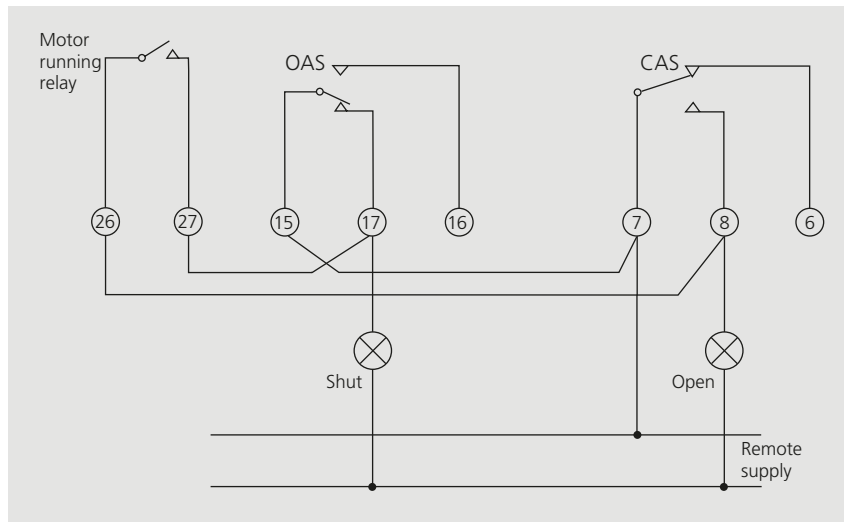 Motor
running
relay
OAS
CAS
26
27
15
17
16
7
8
6
Shut
Open
Remote
supply